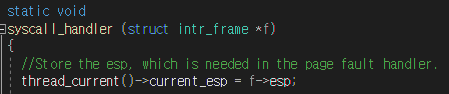 static void
syscall_handler (struct intr_frame *f)
{
//Store the esp, which is needed in the page fault handler.
thread_current()->current_esp = f->esp;